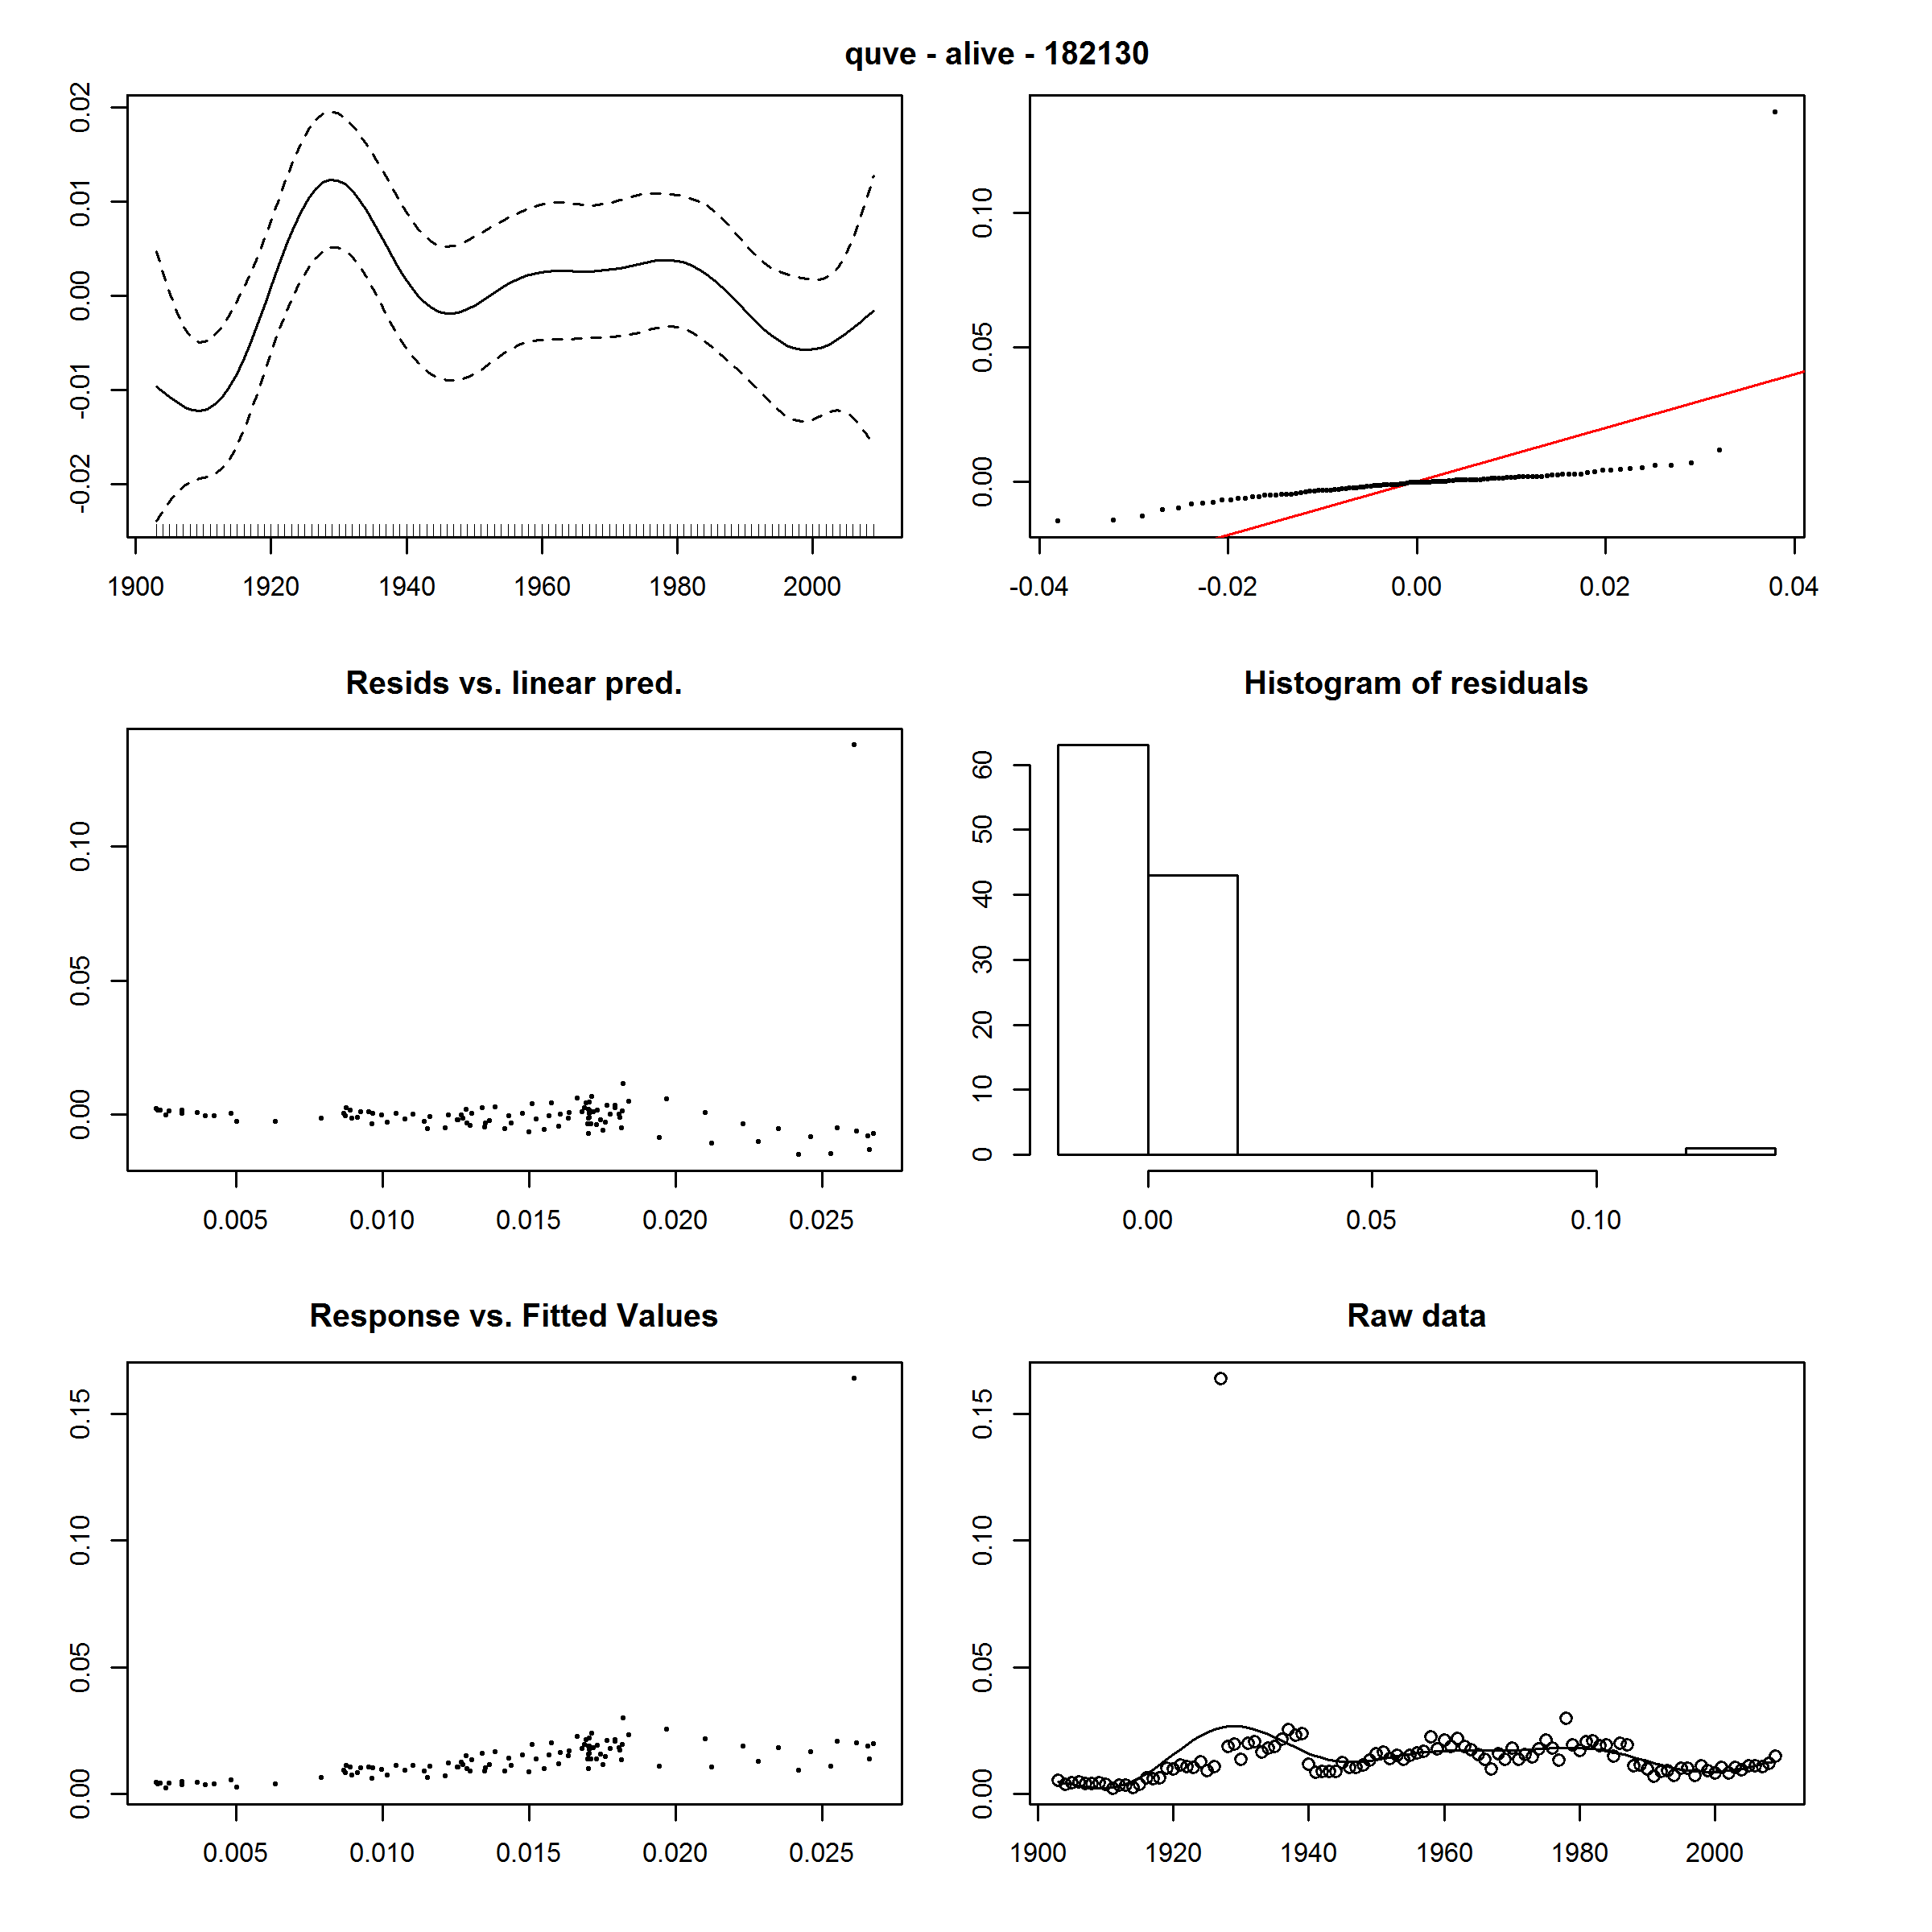 quve - alive - 182130
0.02
0.01
0.00
-0.01
-0.02
1900 1920 1940 1960 1980 2000
0.10
0.05
0.00
-0.04 -0.02 0.00 0.02 0.04
Resids vs. linear pred.
0.10
0.05
0.00
0.005 0.010 0.015 0.020 0.025
Histogram of residuals
60
50
40
30
20
10
0
0.00 0.05 0.10
Response vs. Fitted Values
0.15
0.10
0.05
0.00
0.005 0.010 0.015 0.020 0.025
Raw data
0.15
0.10
0.05
0.00
1900 1920 1940 1960 1980 2000